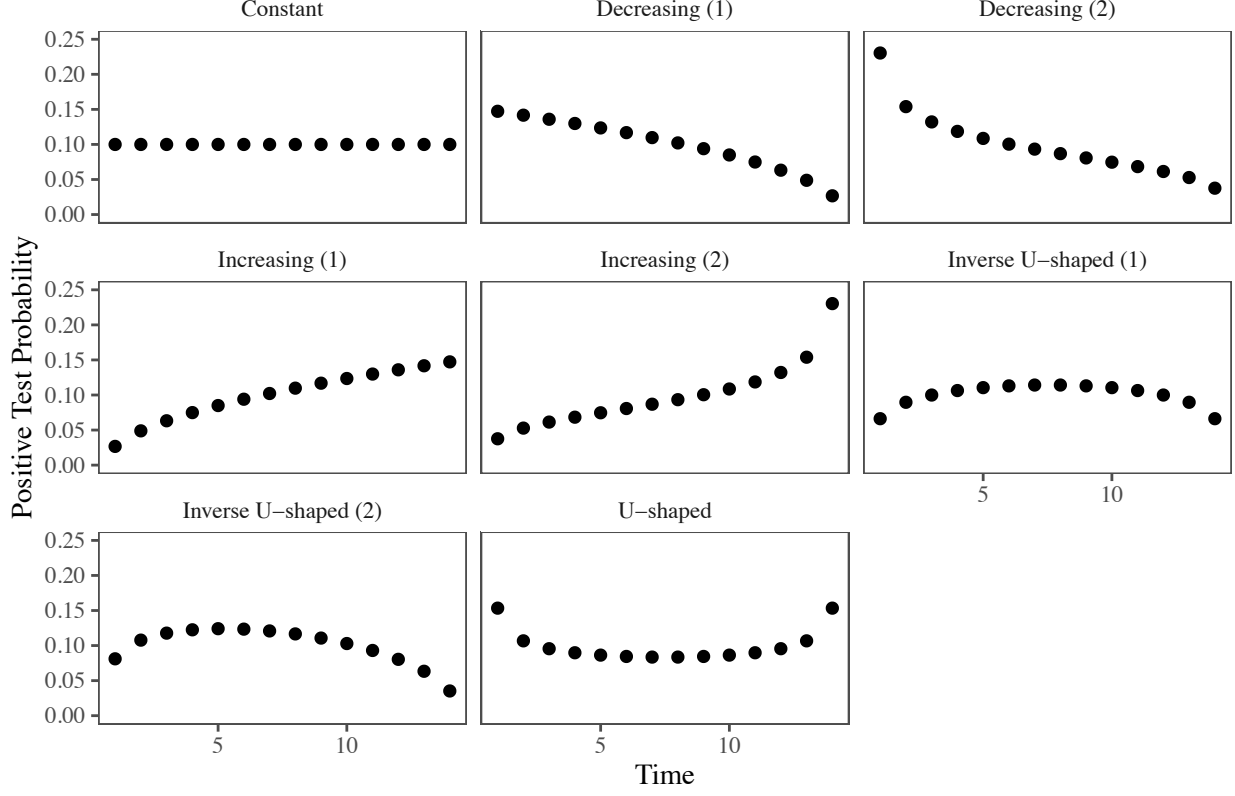 Constant
Decreasing (1)
Decreasing (2)
0.25
0.20
0.15
0.10
0.05
0.00
Increasing (1)
Increasing (2)
Inverse U−shaped (1)
0.25
0.20
0.15
0.10
0.05
0.00
5
10
Inverse U−shaped (2)
U−shaped
0.25
0.20
0.15
0.10
0.05
0.00
5
10
5
10
Time
Positive Test Probability